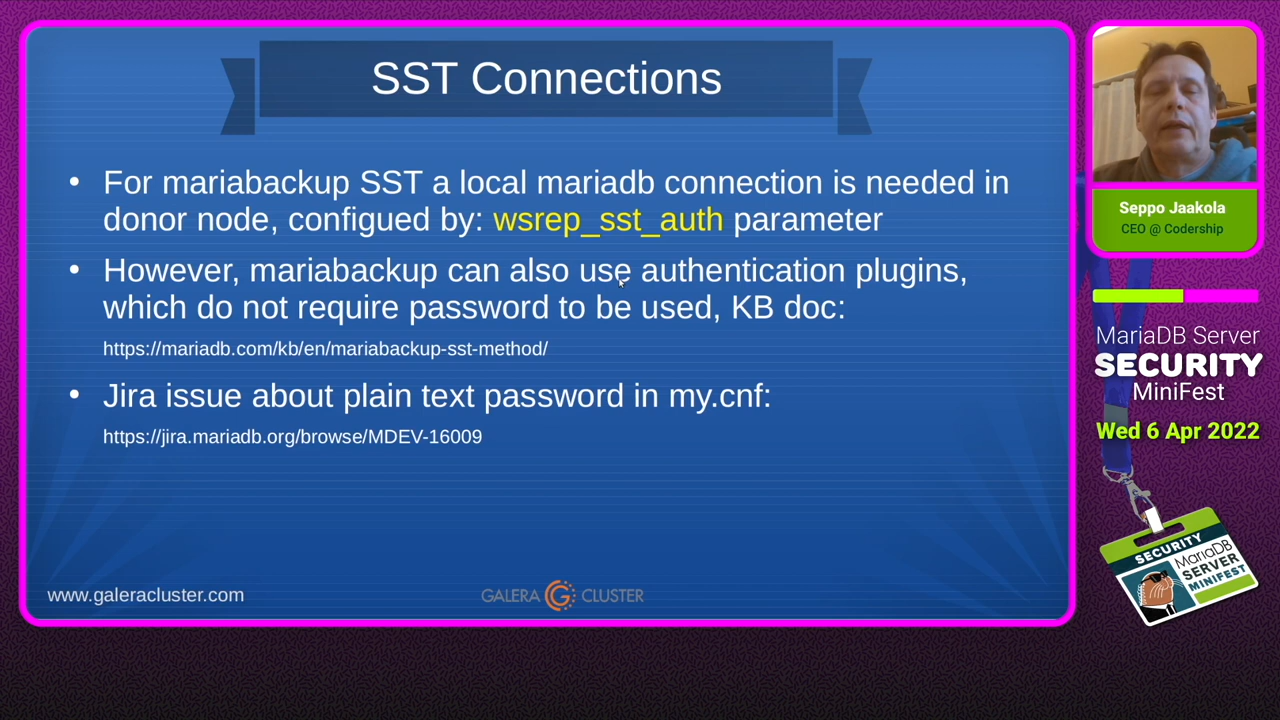 SST Connections
• For mariabackup SST a local mariadb connection is needed in
donor node, configued by: wsrep_sst_auth parameter
• However, mariabackup can also use authentication plugins,
which do not require password to be used, KB doc:
https://mariadb.com/kb/en/mariabackup-sst-method/
• Jira issue about plain text password in my.cnf:
https://jira.mariadb.org/browse/MDEV-16009
www.galeracluster.com
GALERA CLUSTER
Seppo Jaakola
CEO @ Codership
MariaDB Server
SECURITY
MiniFest
Wed 6 Apr 2022
SECURITY
MariaDB
SERVER
MINIFEST